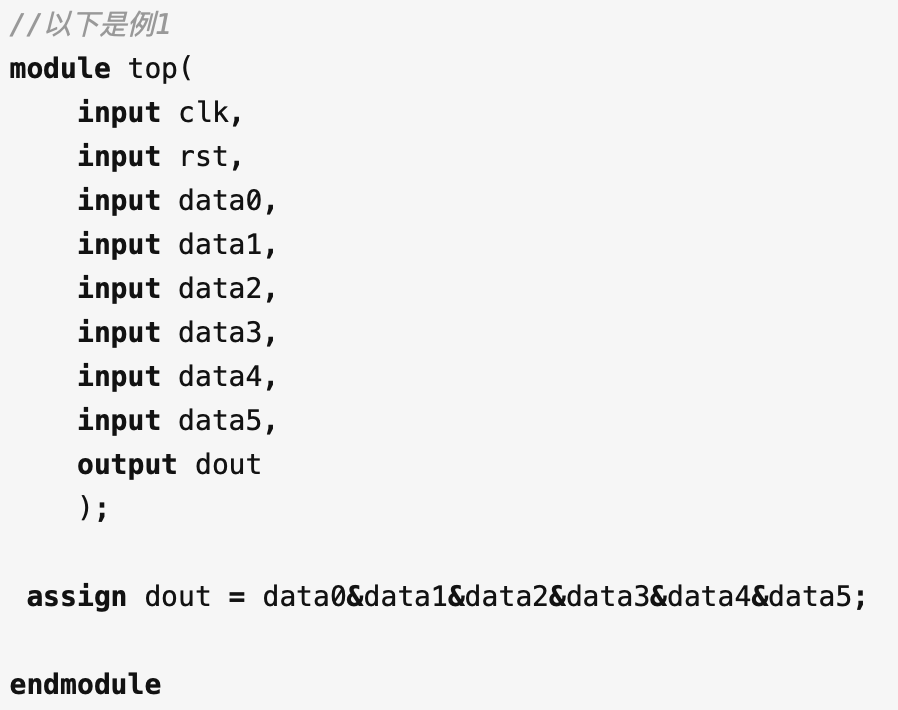 //以下是例1
module top(
    input clk,
    input rst,
    input data0,
    input data1,
    input data2,
    input data3,
    input data4,
    input data5,
    output dout
    );
 assign dout = data0&data1&data2&data3&data4&data5;
endmodule